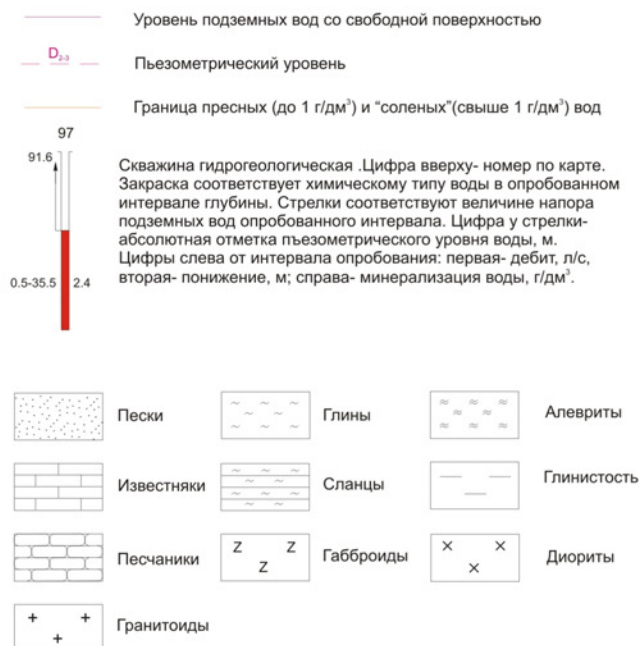 Уровень подземных вод со свободной поверхностью
D₂₋₃
Пьезометрический уровень
Граница пресных (до 1 г/дм³) и “соленых”(свыше 1 г/дм³) вод
97
91.6
0.5-35.5 2.4
Скважина гидрогеологическая .Цифра вверху- номер по карте.
Закраска соответствует химическому типу воды в опробованном
интервале глубины. Стрелки соответствуют величине напора
подземных вод опробованного интервала. Цифра у стрелки-
абсолютная отметка пъезометрического уровня воды, м.
Цифры слева от интервала опробования: первая- дебит, л/с,
вторая- понижение, м; справа- минерализация воды, г/дм³.
Пески
Глины
Алевриты
Известняки
Сланцы
Глинистость
Песчаники
Z Z
Z
Габброиды
Диориты
Гранитоиды